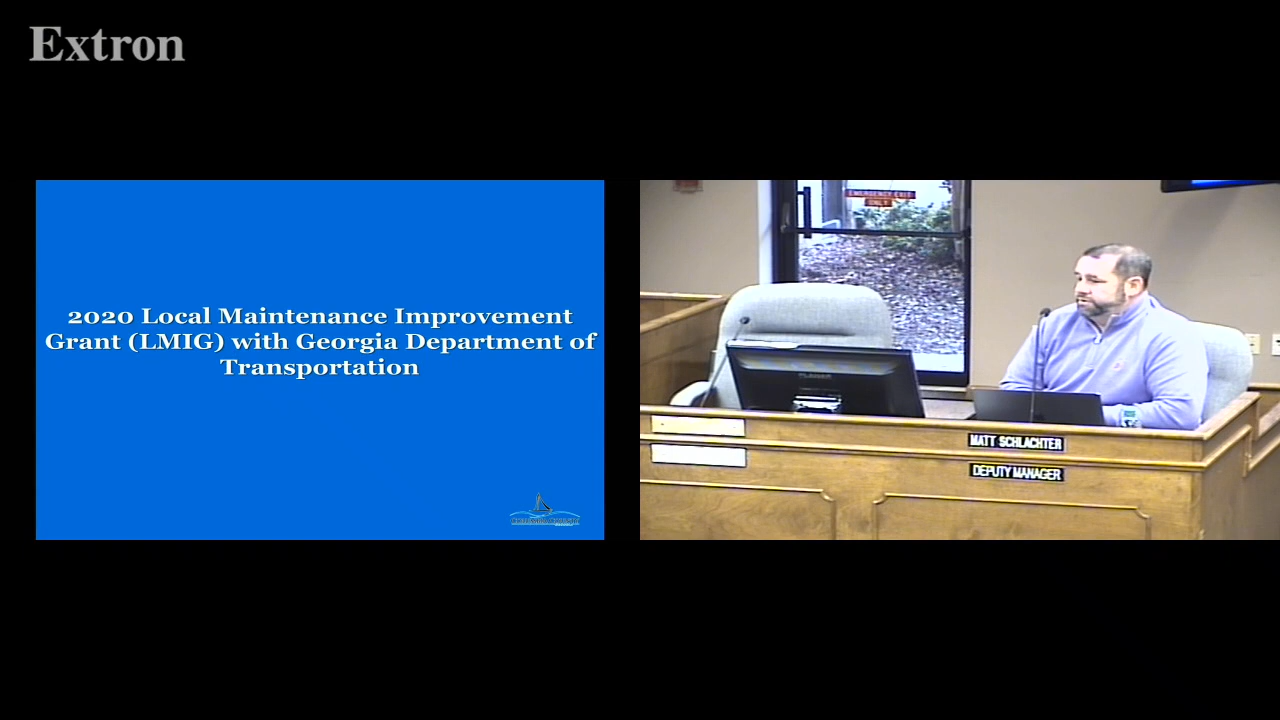 Extron
2020 Local Maintenance Improvement
Grant (LMIG) with Georgia Department of
Transportation
EMERGENCY EXIT
ONLY
MATT SCHLACHTER
DEPUTY MANAGER